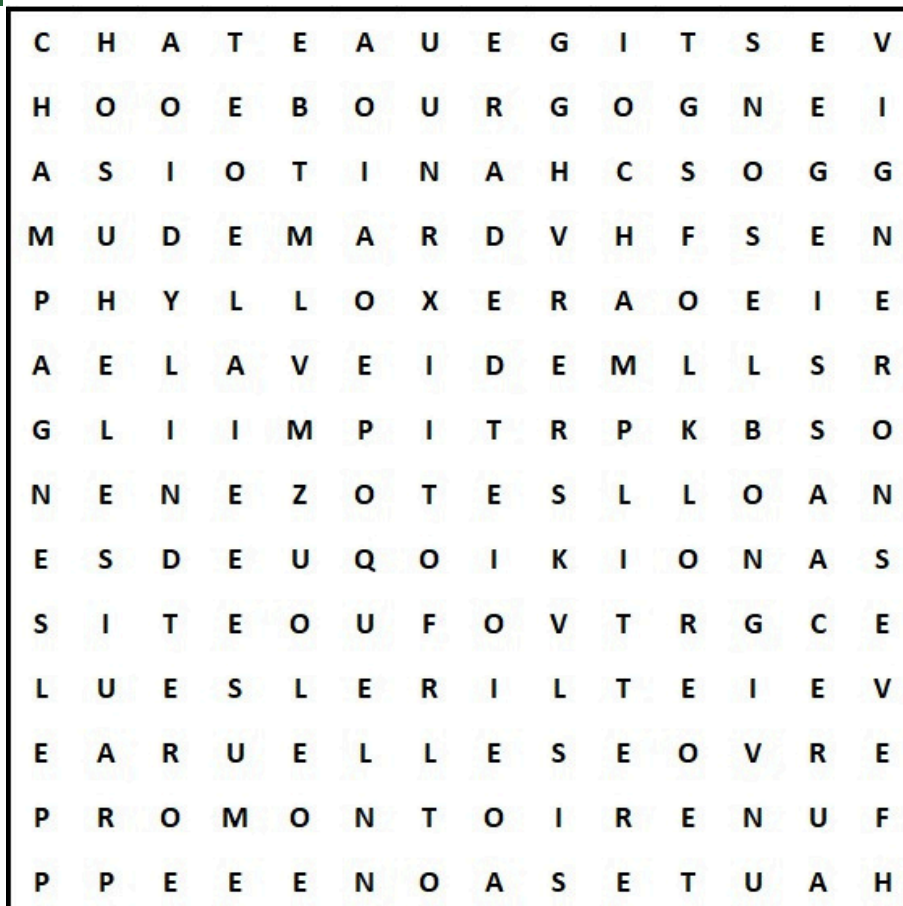 C H A T E A U E G I T S E V
H O O E B O U R G O G N E I
A S I O T I N A H C S O G G
M U D E M A R D V H F S E N
P H Y L L O X E R A O E I E
A E L A V E I D E M L L S R
G L I I M P I T R P K B S O
N E N E Z O T E S L L O A N
E S D E U Q O I K I O N A S
S I T E O U F O V T R G C E
L U E S L E R I L T E I E V
E A R U E L L E S E O V R E
P R O M O N T O I R E N U F
P P E E E N O A S E T U A H